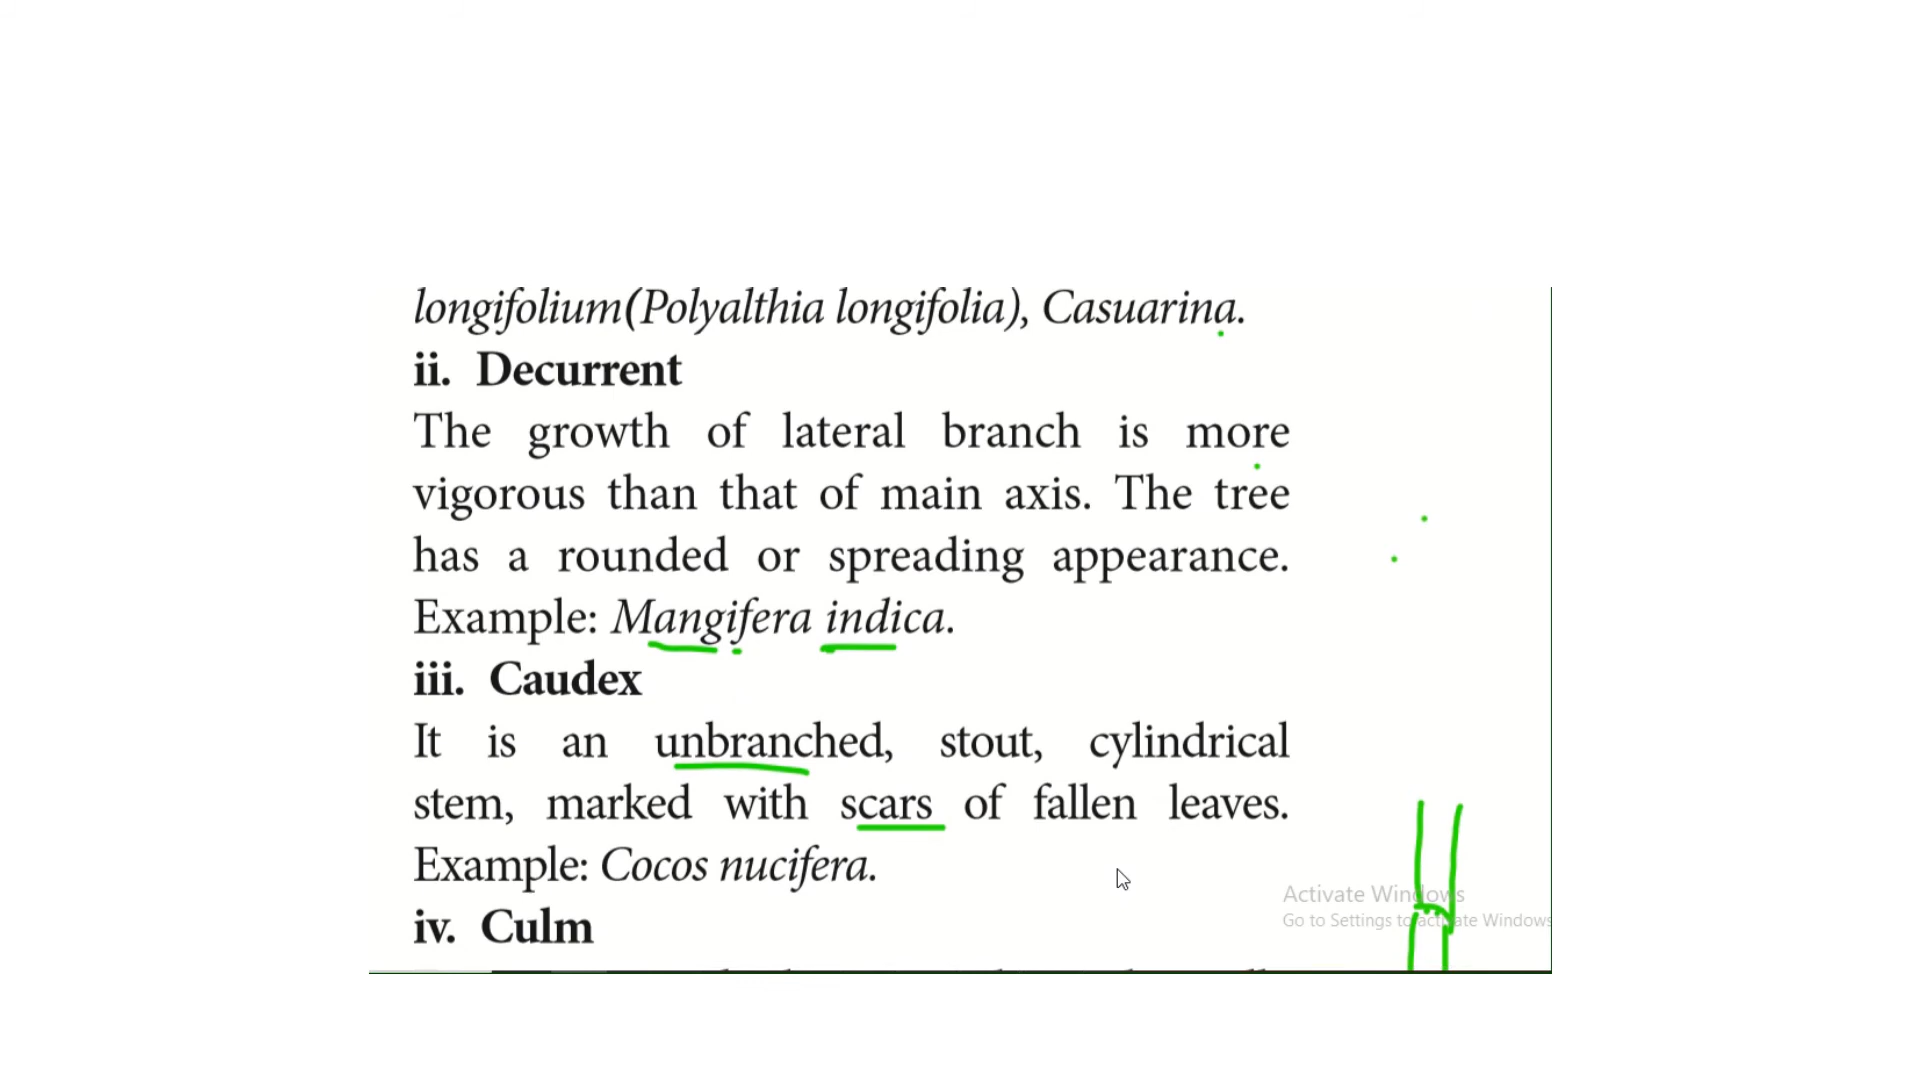 longifolium(Polyalthia longifolia), Casuarina.
ii. Decurrent
The growth of lateral branch is more
vigorous than that of main axis. The tree
has a rounded or spreading appearance.
Example: Mangifera indica.
iii. Caudex
It is an unbranched, stout, cylindrical
stem, marked with scars of fallen leaves.
Example: Cocos nucifera.
iv. Culm
Activate Windows
Go to Settings to activate Windows